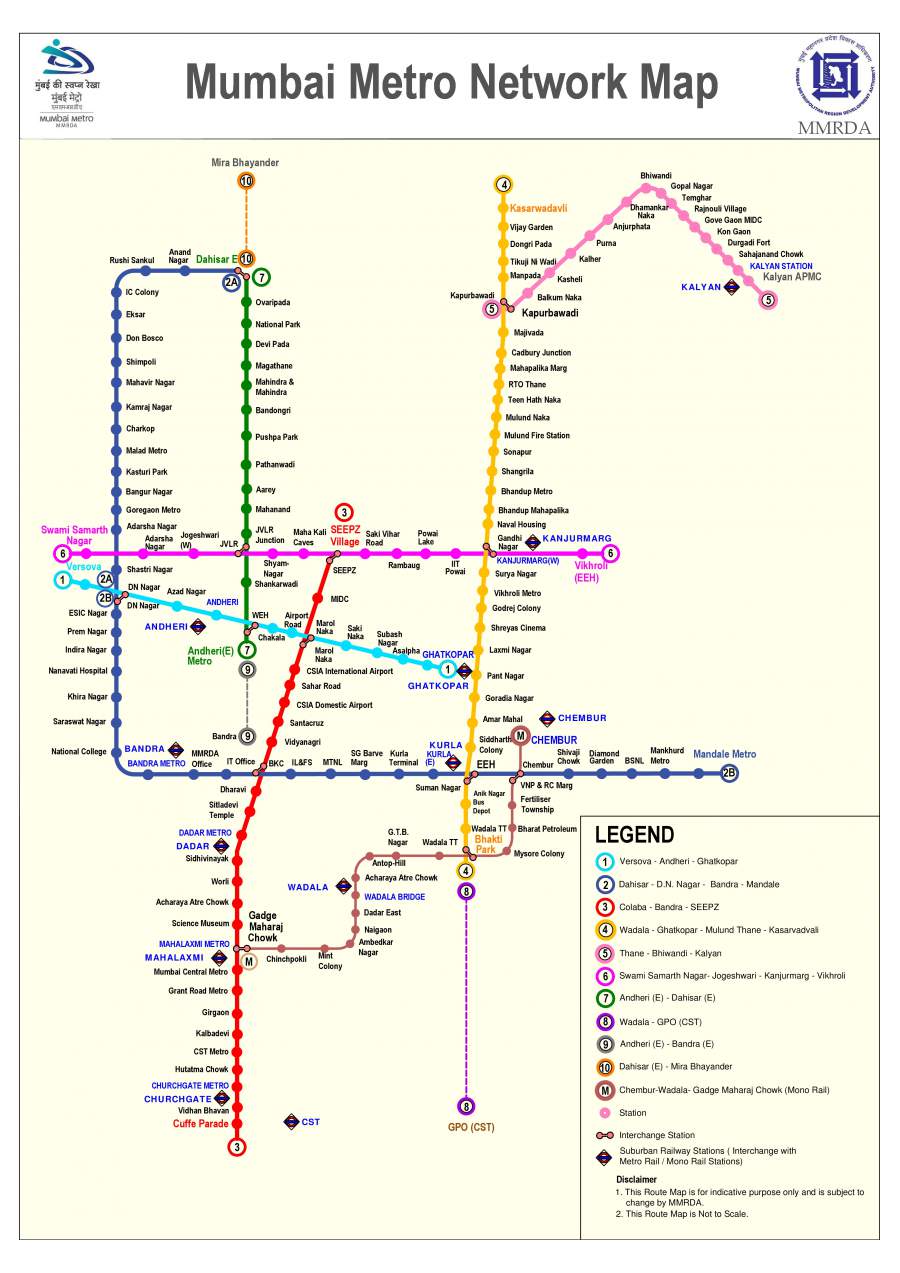 मुंबई की स्वप्न रेखा
मुंबई मेट्रो
एमएमआरडीए
MUMBAI METRO
MMRDA
Mumbai Metro Network Map
मुंबई महानगर प्रदेश विकास प्राधिकरण
MUMBAI METROPOLITAN REGION DEVELOPMENT AUTHORITY
MMRDA
Mira Bhayander
10
Dahisar E
10
2A
7
Rushi Sankul
Anand
Nagar
IC Colony
Eksar
Don Bosco
Shimpoli
Mahavir Nagar
Kamraj Nagar
Charkop
Malad Metro
Kasturi Park
Bangur Nagar
Goregaon Metro
Adarsha Nagar
Shastri Nagar
2A
2B
DN Nagar
DN Nagar
ESIC Nagar
Prem Nagar
Indira Nagar
Nanavati Hospital
Khira Nagar
Saraswat Nagar
National College
Ovaripada
National Park
Devi Pada
Magathane
Mahindra &
Mahindra
Bandongri
Pushpa Park
Pathanwadi
Aarey
Mahanand
JVLR
Junction
Shankarwadi
Andheri(E)
Metro
7
9
Bandra
9
Swami Samarth
Nagar
6
Adarsha
Nagar
Jogeshwari
(W)
JVLR
Shyam-
Nagar
Maha Kali
Caves
3
SEEPZ
Village
SEEPZ
Saki Vihar
Road
Rambaug
Powai
Lake
IIT
Powai
KANJURMARG
KANJURMARG(W)
Vikhroli
(EEH)
6
Versova
1
Azad Nagar
ANDHERI
ANDHERI
WEH
Chakala
Airport
Road
Marol
Naka
Marol
Naka
Saki
Naka
Subash
Nagar
Asalpha
GHATKOPAR
1
GHATKOPAR
MIDC
CSIA International Airport
Sahar Road
CSIA Domestic Airport
Santacruz
Vidyanagri
BANDRA
BANDRA METRO
MMRDA
Office
IT Office
BKC
IL&FS
MTNL
SG Barve
Marg
Kurla
Terminal
KURLA
KURLA
(E)
EEH
Suman Nagar
CHEMBUR
M
CHEMBUR
Chembur
Shivaji
Chowk
Diamond
Garden
BSNL
Mankhurd
Metro
Mandale Metro
2B
4
Kasarwadavli
Vijay Garden
Dongri Pada
Tikuji Ni Wadi
Manpada
Kapurbawadi
5
Kapurbawadi
Balkum Naka
Kasheli
Kalher
Purna
Anjurphata
Dhamankar
Naka
Bhiwandi
Gopal Nagar
Temghar
Rajnouli Village
Gove Gaon MIDC
Kon Gaon
Durgadi Fort
Sahajanand Chowk
KALYAN STATION
Kalyan APMC
KALYAN
5
Majivada
Cadbury Junction
Mahapalika Marg
RTO Thane
Teen Hath Naka
Mulund Naka
Mulund Fire Station
Sonapur
Shangrila
Bhandup Metro
Bhandup Mahapalika
Naval Housing
Gandhi
Nagar
Surya Nagar
Vikhroli Metro
Godrej Colony
Shreyas Cinema
Laxmi Nagar
Pant Nagar
Goradia Nagar
Amar Mahal
Siddharth
Colony
Anik Nagar
Bus
Depot
Wadala TT
Bhakti
Park
4
8
8
GPO (CST)
VNP & RC Marg
Fertiliser
Township
Bharat Petroleum
Mysore Colony
Wadala TT
G.T.B.
Nagar
Antop-Hill
Acharaya Atre Chowk
WADALA
WADALA BRIDGE
Dadar East
Naigaon
Ambedkar
Nagar
Mint
Colony
Chinchpokli
Gadge
Maharaj
Chowk
M
Dharavi
Sitladevi
Temple
DADAR METRO
DADAR
Sidhivinayak
Worli
Acharaya Atre Chowk
Science Museum
MAHALAXMI METRO
MAHALAXMI
Mumbai Central Metro
Grant Road Metro
Girgaon
Kalbadevi
CST Metro
Hutatma Chowk
CHURCHGATE METRO
CHURCHGATE
Vidhan Bhavan
Cuffe Parade
3
CST
LEGEND
1 Versova - Andheri - Ghatkopar
2 Dahisar - D.N. Nagar - Bandra - Mandale
3 Colaba - Bandra - SEEPZ
4 Wadala - Ghatkopar - Mulund Thane - Kasarvadvali
5 Thane - Bhiwandi - Kalyan
6 Swami Samarth Nagar- Jogeshwari - Kanjurmarg - Vikhroli
7 Andheri (E) - Dahisar (E)
8 Wadala - GPO (CST)
9 Andheri (E) - Bandra (E)
10 Dahisar (E) - Mira Bhayander
M Chembur-Wadala- Gadge Maharaj Chowk (Mono Rail)
Station
Interchange Station
Suburban Railway Stations ( Interchange with
Metro Rail / Mono Rail Stations)
Disclaimer
1. This Route Map is for indicative purpose only and is subject to
change by MMRDA.
2. This Route Map is Not to Scale.